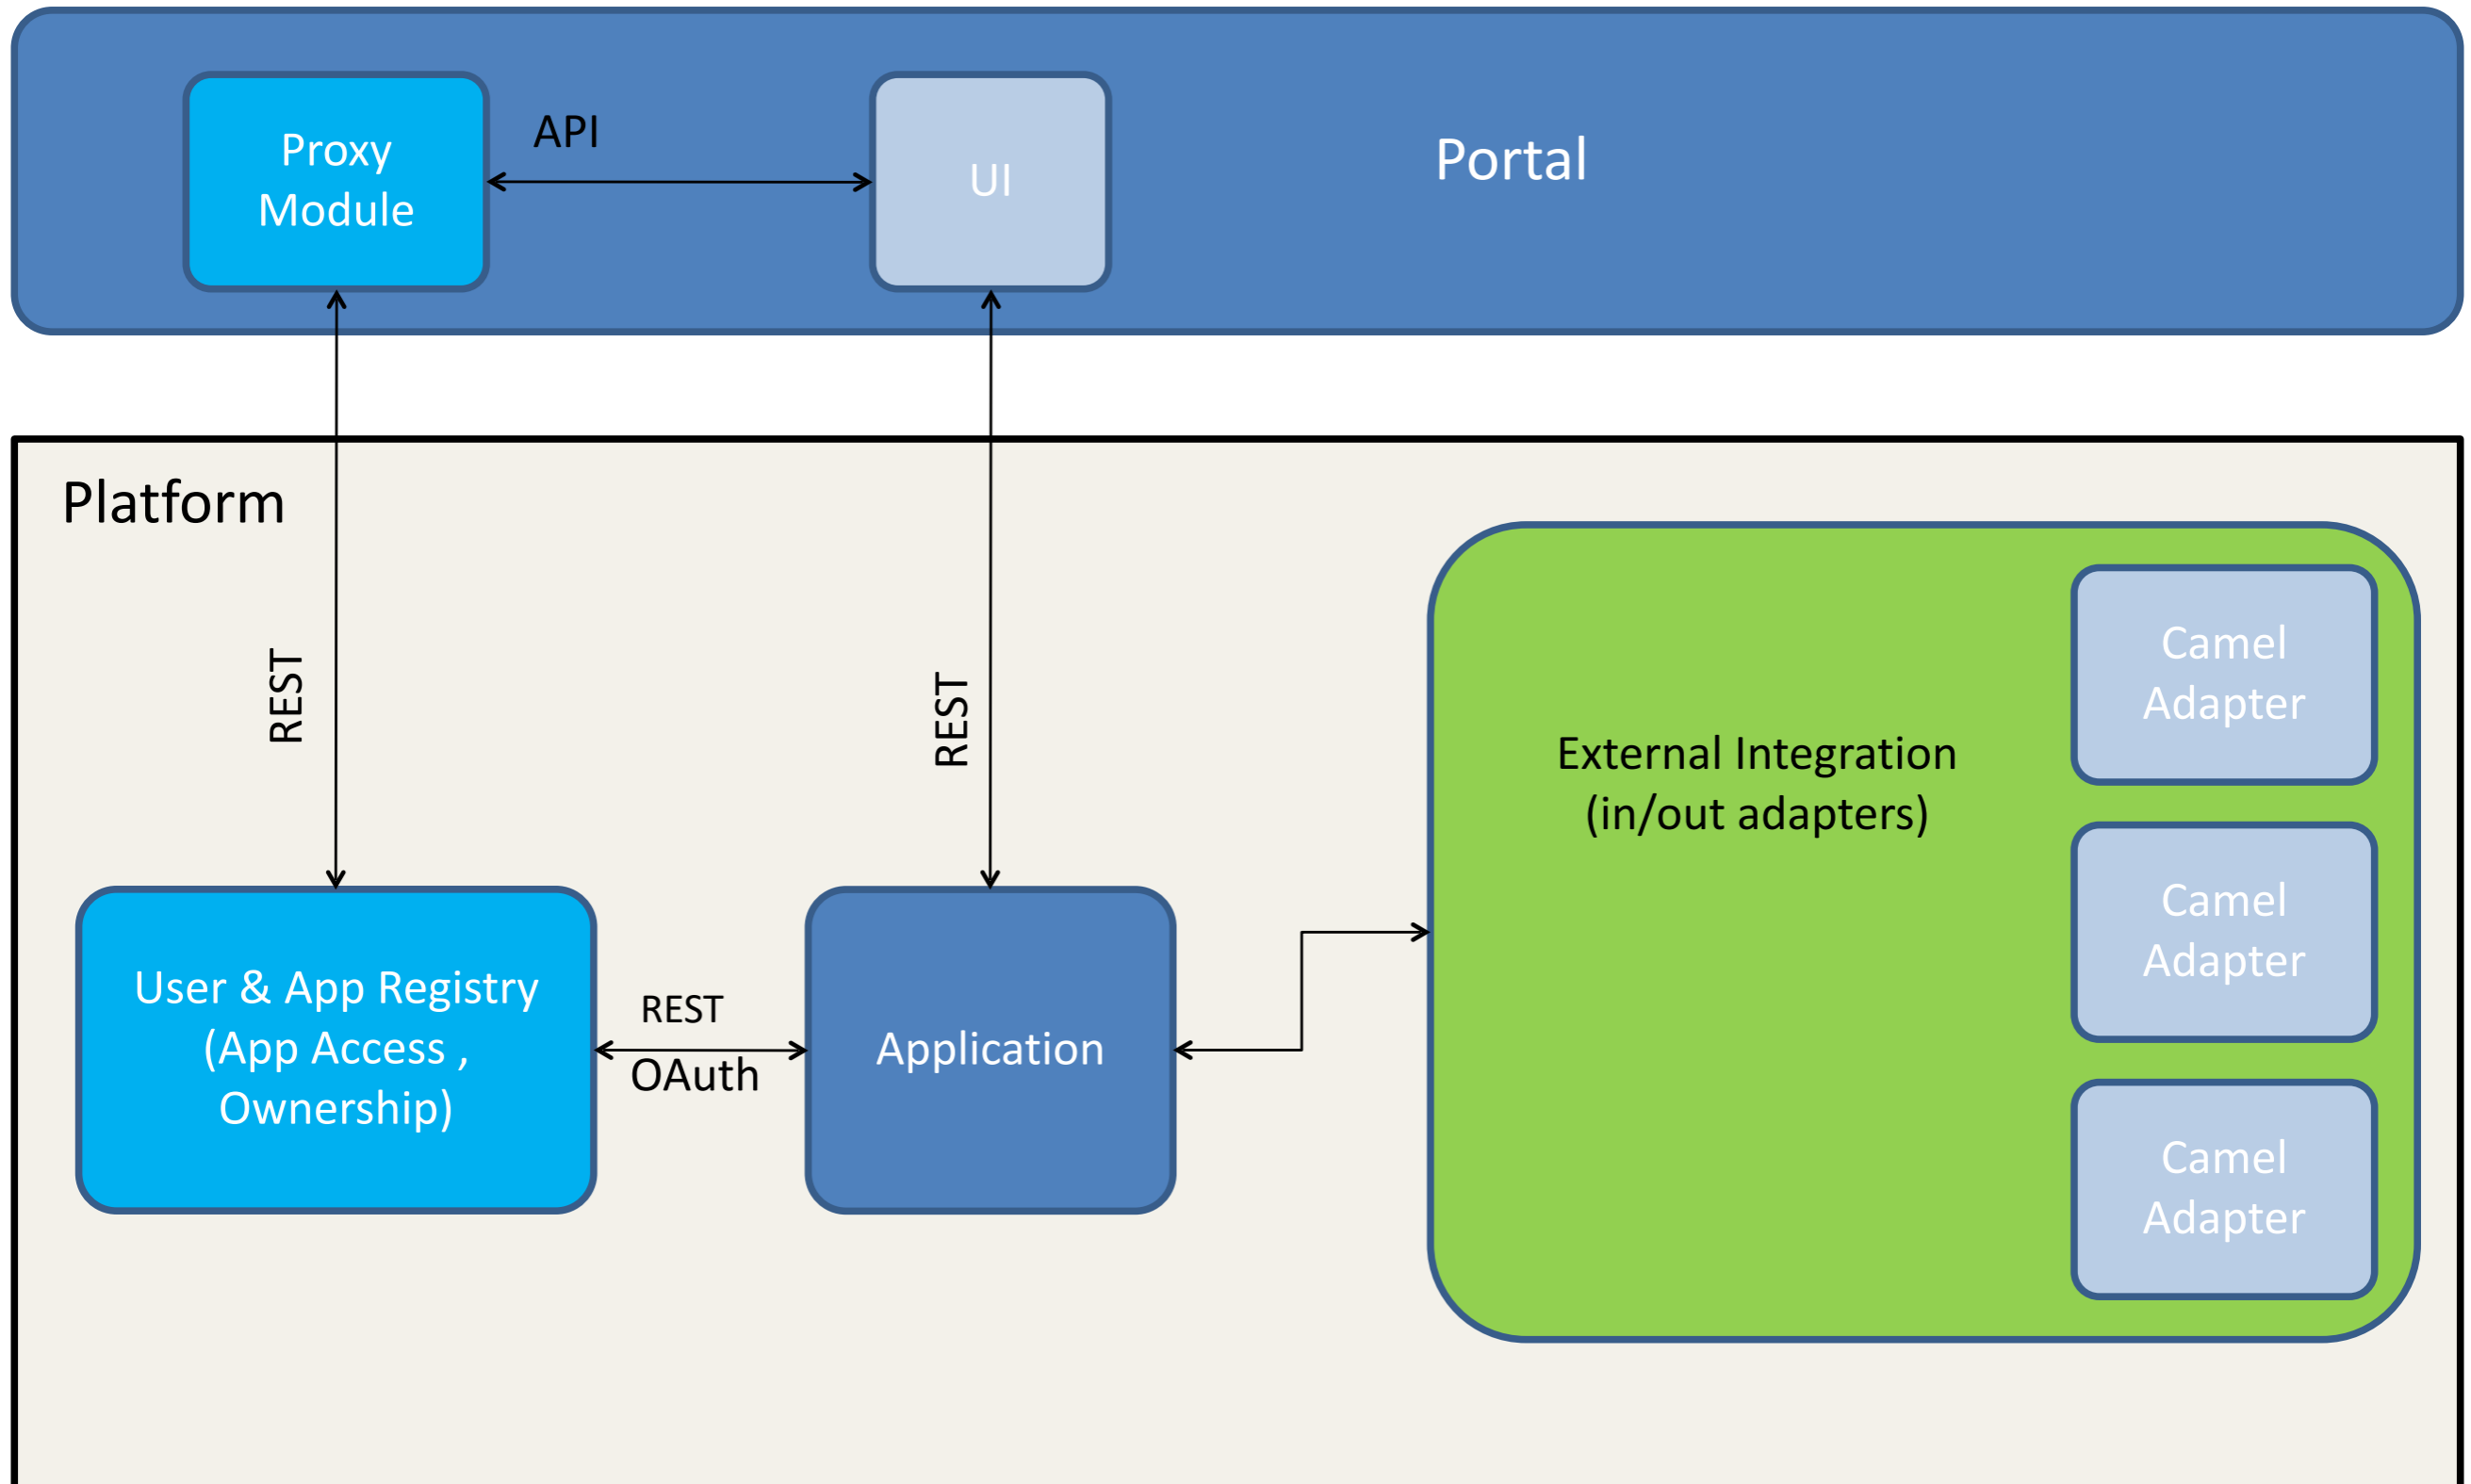 Proxy
Module
API
UI
Portal
Platform
REST
REST
External Integration
(in/out adapters)
Camel
Adapter
Camel
Adapter
Camel
Adapter
User & App Registry
(App Access ,
Ownership)
REST
OAuth
Application